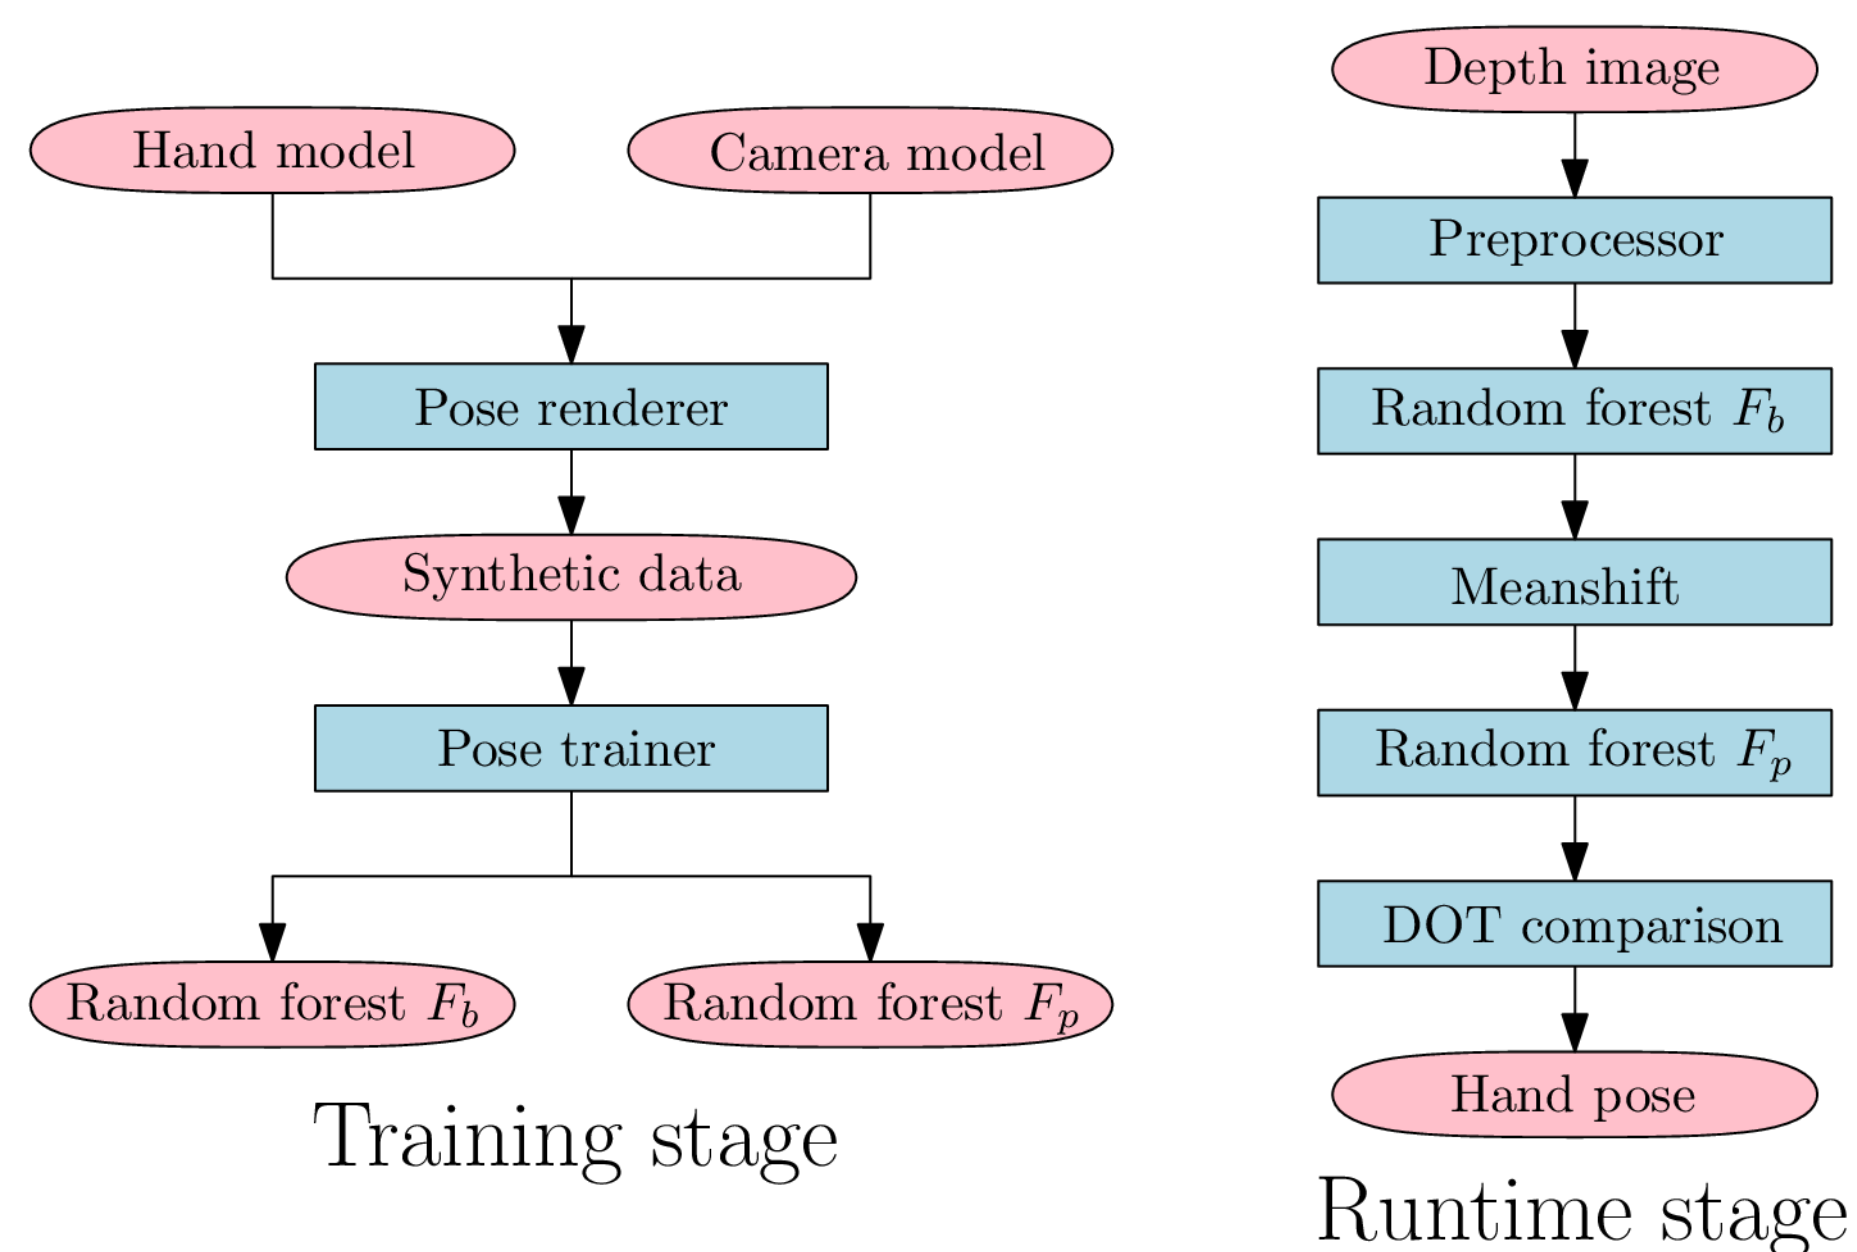 Hand model
Camera model
Pose renderer
Synthetic data
Pose trainer
Random forest F_b
Random forest F_p
Training stage
Depth image
Preprocessor
Random forest F_b
Meanshift
Random forest F_p
DOT comparison
Hand pose
Runtime stage